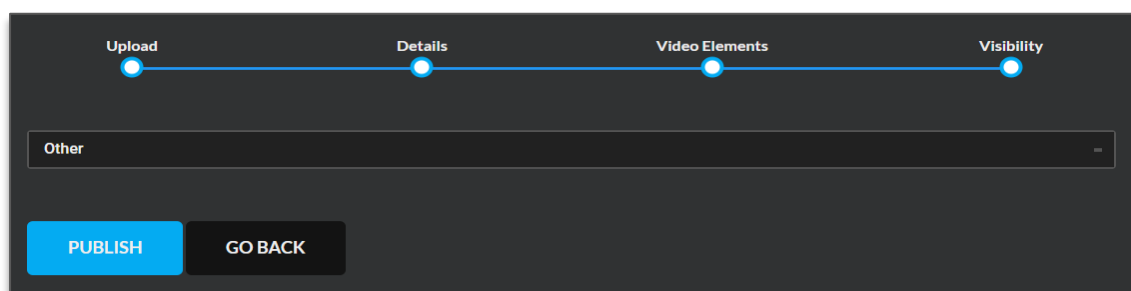 Upload Details Video Elements Visibility
Other
PUBLISH GO BACK